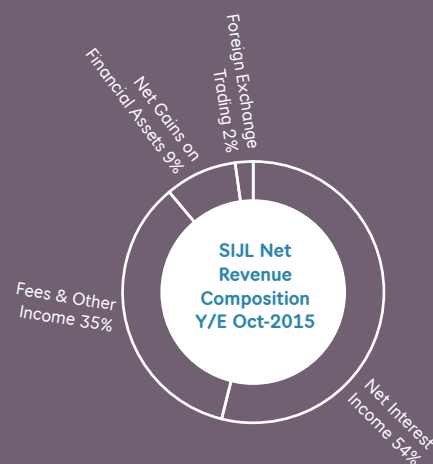 Foreign Exchange
Trading 2%
Net Gains on
Financial Assets 9%
SIJL Net
Revenue
Composition
Y/E Oct-2015
Fees & Other
Income 35%
Net Interest
Income 54%